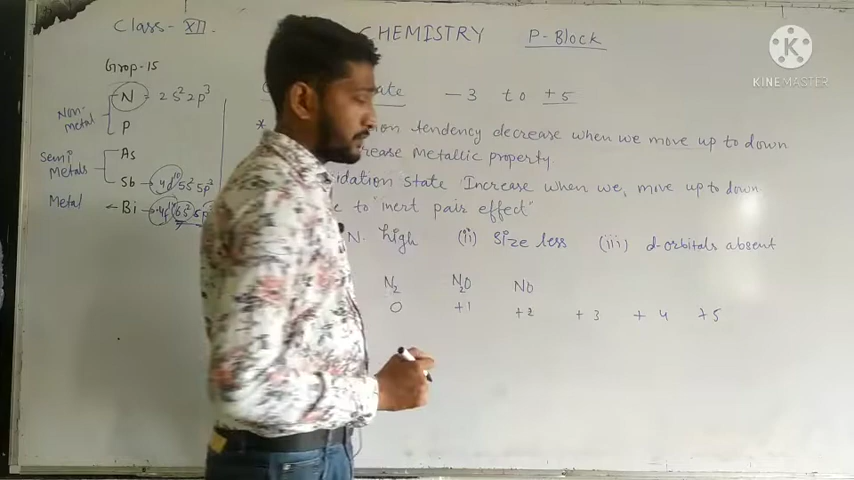 Class - XII.
CHEMISTRY
P-Block
Grop-15
N - 2s² 2p³
P
Non-metal
As
Semi Metals
Sb 4d¹⁰ 5s² 5p³
Metal
Bi
- 3 to + 5
tendency decrease when we move up to down
Metallic property.
State Increase when we, move up to down
to "inert pair effect"
N. high (ii) Size less (iii) d-orbitals absent
N₂ N₂O NO
0 +1 +2 +3 +4 +5
KINEMASTER